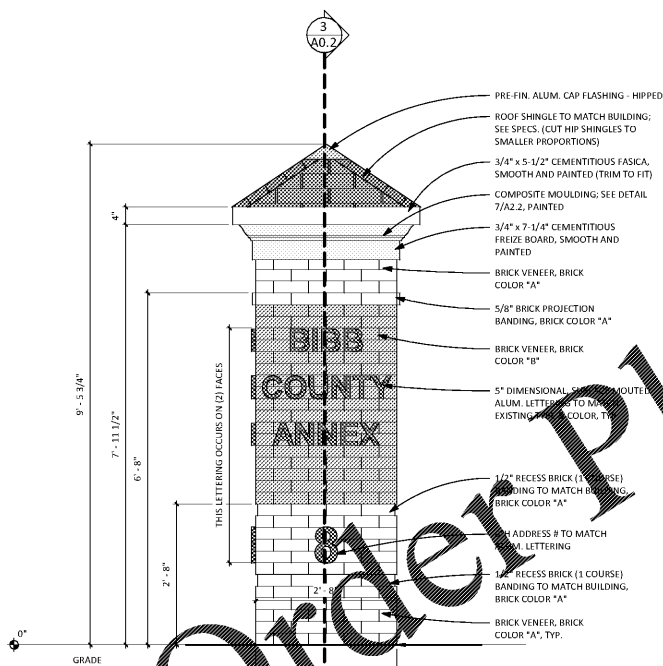 3
A0.2
PRE-FIN. ALUM. CAP FLASHING - HIPPED
ROOF SHINGLE TO MATCH BUILDING;
SEE SPECS. (CUT HIP SHINGLES TO
SMALLER PROPORTIONS)
3/4" x 5-1/2" CEMENTITIOUS FASICA,
SMOOTH AND PAINTED (TRIM TO FIT)
COMPOSITE MOULDING; SEE DETAIL
7/A2.2, PAINTED
3/4" x 7-1/4" CEMENTITIOUS
FREIZE BOARD, SMOOTH AND
PAINTED
BRICK VENEER, BRICK
COLOR "A"
5/8" BRICK PROJECTION
BANDING, BRICK COLOR "A"
BRICK VENEER, BRICK
COLOR "B"
5" DIMENSIONAL, MOUTED
ALUM. LETTERING TO MATCH
EXISTING COLOR,
1/2" RECESS BRICK (1 COURSE)
BANDING TO MATCH BUILDING,
BRICK COLOR "A"
ADDRESS # TO MATCH
ALUM. LETTERING
1/2" RECESS BRICK (1 COURSE)
BANDING TO MATCH BUILDING,
BRICK COLOR "A"
BRICK VENEER, BRICK
COLOR "A", TYP.
4"
9' - 5 3/4"
7' - 11 1/2"
6' - 8"
2' - 8"
THIS LETTERING OCCURS ON (2) FACES
BIBB
COUNTY
ANNEX
8
2' - 8"
0"
GRADE
Order